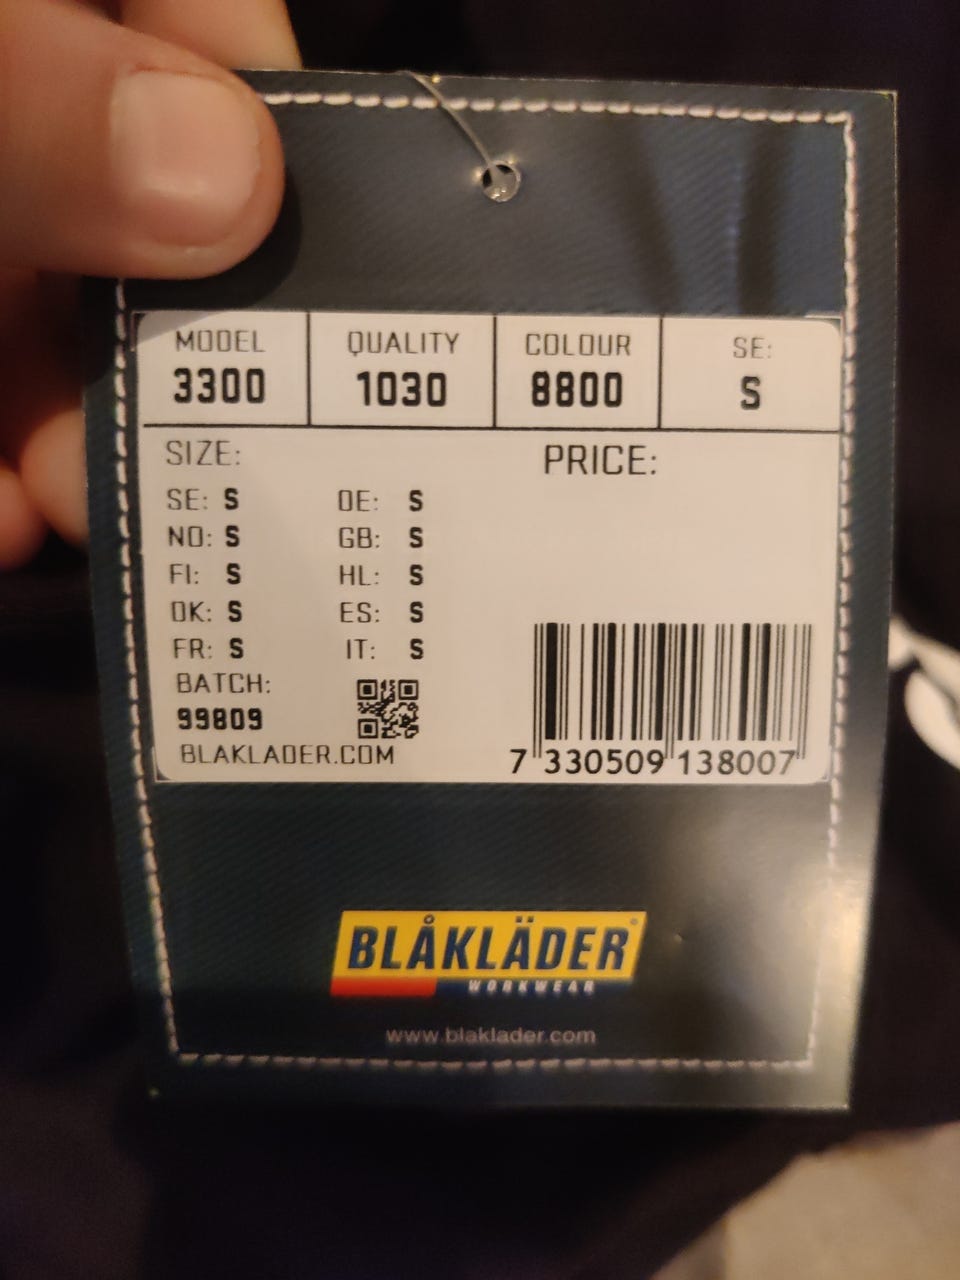 MODEL QUALITY COLOUR SE:
3300 1030 8800 S
SIZE: PRICE:
SE: S DE: S
NO: S GB: S
FI: S HL: S
DK: S ES: S
FR: S IT: S
BATCH:
99809
BLAKLADER.COM
7 330509 138007
BLÅKLÄDER
WORKWEAR
www.blaklader.com